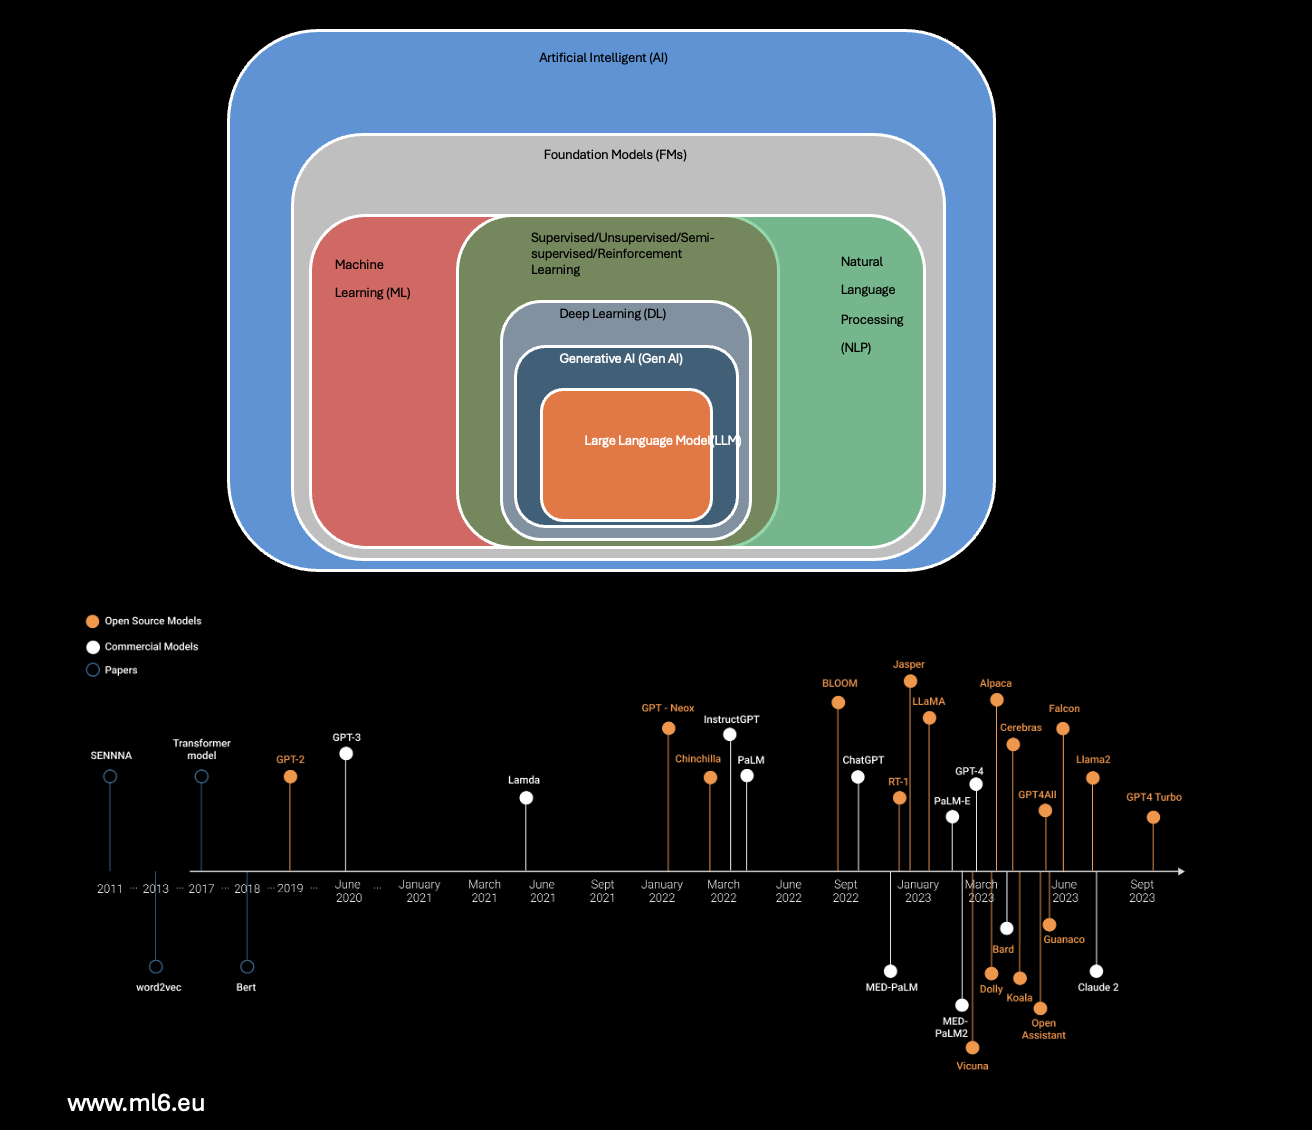 Artificial Intelligent (AI)
Foundation Models (FMs)
Machine
Learning (ML)
Supervised/Unsupervised/Semi-
supervised/Reinforcement
Learning
Natural
Language
Processing
(NLP)
Deep Learning (DL)
Generative AI (Gen AI)
Large Language Model(LLM)
Open Source Models
Commercial Models
Papers
SENNNA
Transformer
model
GPT-2
GPT-3
Lamda
GPT - Neox
Chinchilla
InstructGPT
PaLM
BLOOM
ChatGPT
RT-1
Jasper
LLaMA
PaLM-E
GPT-4
Alpaca
Cerebras
GPT4All
Falcon
Llama2
GPT4 Turbo
2011 ... 2013 ... 2017 ... 2018 ... 2019 ...
June
2020
...
January
2021
March
2021
June
2021
Sept
2021
January
2022
March
2022
June
2022
Sept
2022
January
2023
March
2023
June
2023
Sept
2023
word2vec
Bert
MED-PaLM
MED-
PaLM2
Vicuna
Dolly
Bard
Koala
Open
Assistant
Guanaco
Claude 2
www.ml6.eu